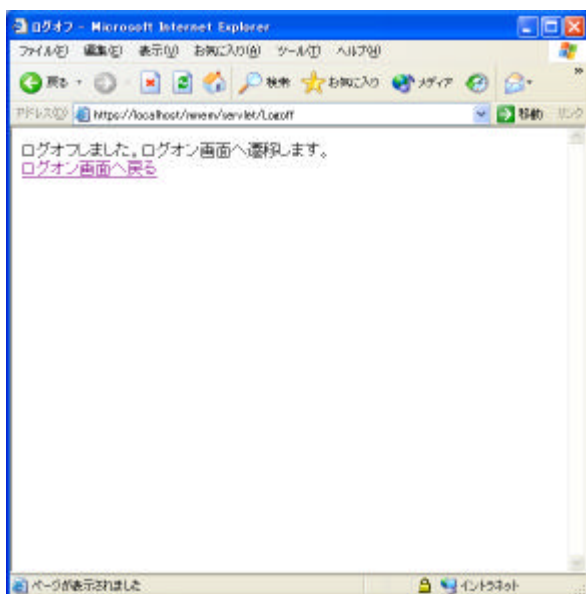 ログオフ - Microsoft Internet Explorer
ファイル(F) 編集(E) 表示(V) お気に入り(A) ツール(T) ヘルプ(H)
戻る 検索 お気に入り メディア
アドレス(D) https://localhost/ /servlet/Logoff 移動 リンク
ログオフしました。ログオン画面へ遷移します。
ログオン画面へ戻る
ページが表示されました イントラネット